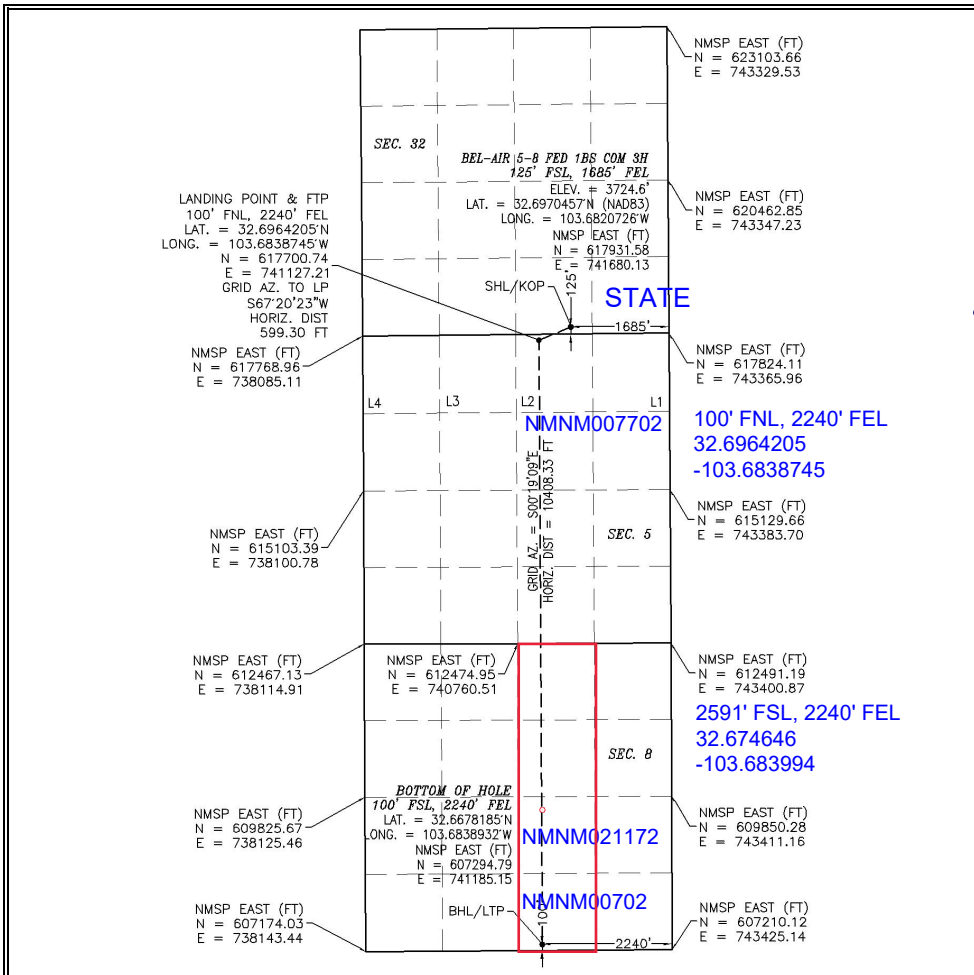 NMSP EAST (FT)
N = 623103.66
E = 743329.53
SEC. 32
BEL-AIR 5-8 FED 1BS COM 3H
125' FSL, 1685' FEL
ELEV. = 3724.6'
LAT. = 32.6970457°N (NAD83)
LONG. = 103.6820726°W
NMSP EAST (FT)
N = 617931.58
E = 741680.13
NMSP EAST (FT)
N = 620462.85
E = 743347.23
LANDING POINT & FTP
100' FNL, 2240' FEL
LAT. = 32.6964205°N
LONG. = 103.6838745°W
N = 617700.74
E = 741127.21
GRID AZ. TO LP
S67°20'23"W
HORIZ. DIST
599.30 FT
SHL/KOP
125'
STATE
1685'
NMSP EAST (FT)
N = 617768.96
E = 738085.11
NMSP EAST (FT)
N = 617824.11
E = 743365.96
L4
L3
L2
L1
NMNM007702
100' FNL, 2240' FEL
32.6964205
-103.6838745
GRID AZ. = S00°19'09"E
HORIZ. DIST = 10408.33 FT
NMSP EAST (FT)
N = 615103.39
E = 738100.78
NMSP EAST (FT)
N = 615129.66
E = 743383.70
SEC. 5
NMSP EAST (FT)
N = 612467.13
E = 738114.91
NMSP EAST (FT)
N = 612474.95
E = 740760.51
NMSP EAST (FT)
N = 612491.19
E = 743400.87
2591' FSL, 2240' FEL
32.674646
-103.683994
SEC. 8
BOTTOM OF HOLE
100' FSL, 2240' FEL
LAT. = 32.6678185°N
LONG. = 103.6838932°W
NMSP EAST (FT)
N = 607294.79
E = 741185.15
NMSP EAST (FT)
N = 609825.67
E = 738125.46
NMSP EAST (FT)
N = 609850.28
E = 743411.16
NMNM021172
NMNM00702
BHL/LTP
100'
2240'
NMSP EAST (FT)
N = 607174.03
E = 738143.44
NMSP EAST (FT)
N = 607210.12
E = 743425.14